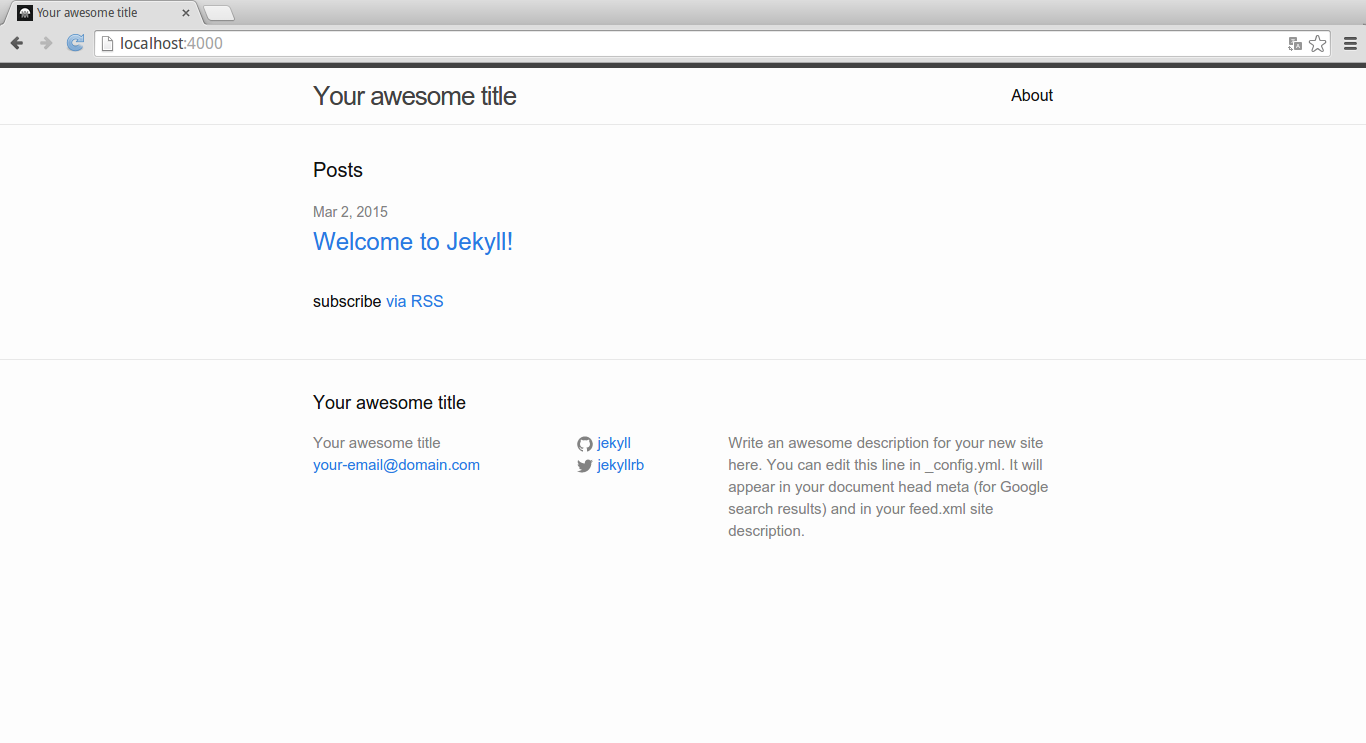 Your awesome title
localhost:4000
Your awesome title
About
Posts
Mar 2, 2015
Welcome to Jekyll!
subscribe via RSS
Your awesome title
Your awesome title
your-email@domain.com
jekyll
jekyllrb
Write an awesome description for your new site
here. You can edit this line in _config.yml. It will
appear in your document head meta (for Google
search results) and in your feed.xml site
description.